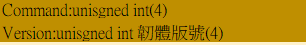 Command:unisgned int(4)
Version:unisgned int 韌體版號(4)